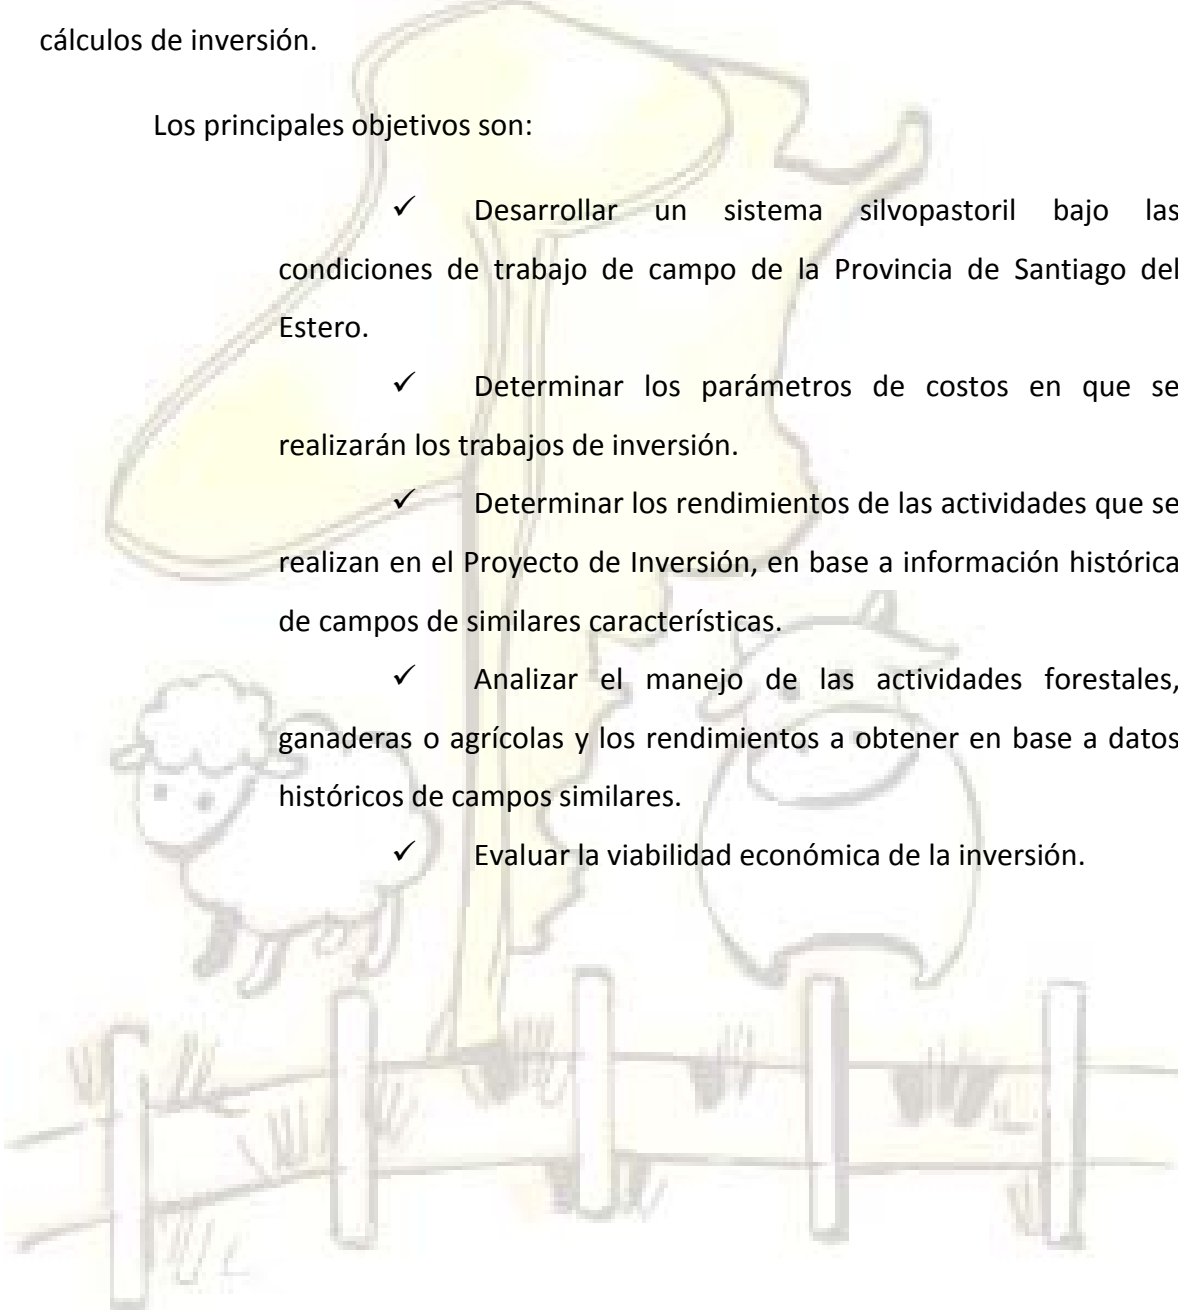 cálculos de inversión.
Los principales objetivos son:
✓ Desarrollar un sistema silvopastoril bajo las
condiciones de trabajo de campo de la Provincia de Santiago del
Estero.
✓ Determinar los parámetros de costos en que se
realizarán los trabajos de inversión.
✓ Determinar los rendimientos de las actividades que se
realizan en el Proyecto de Inversión, en base a información histórica
de campos de similares características.
✓ Analizar el manejo de las actividades forestales,
ganaderas o agrícolas y los rendimientos a obtener en base a datos
históricos de campos similares.
✓ Evaluar la viabilidad económica de la inversión.